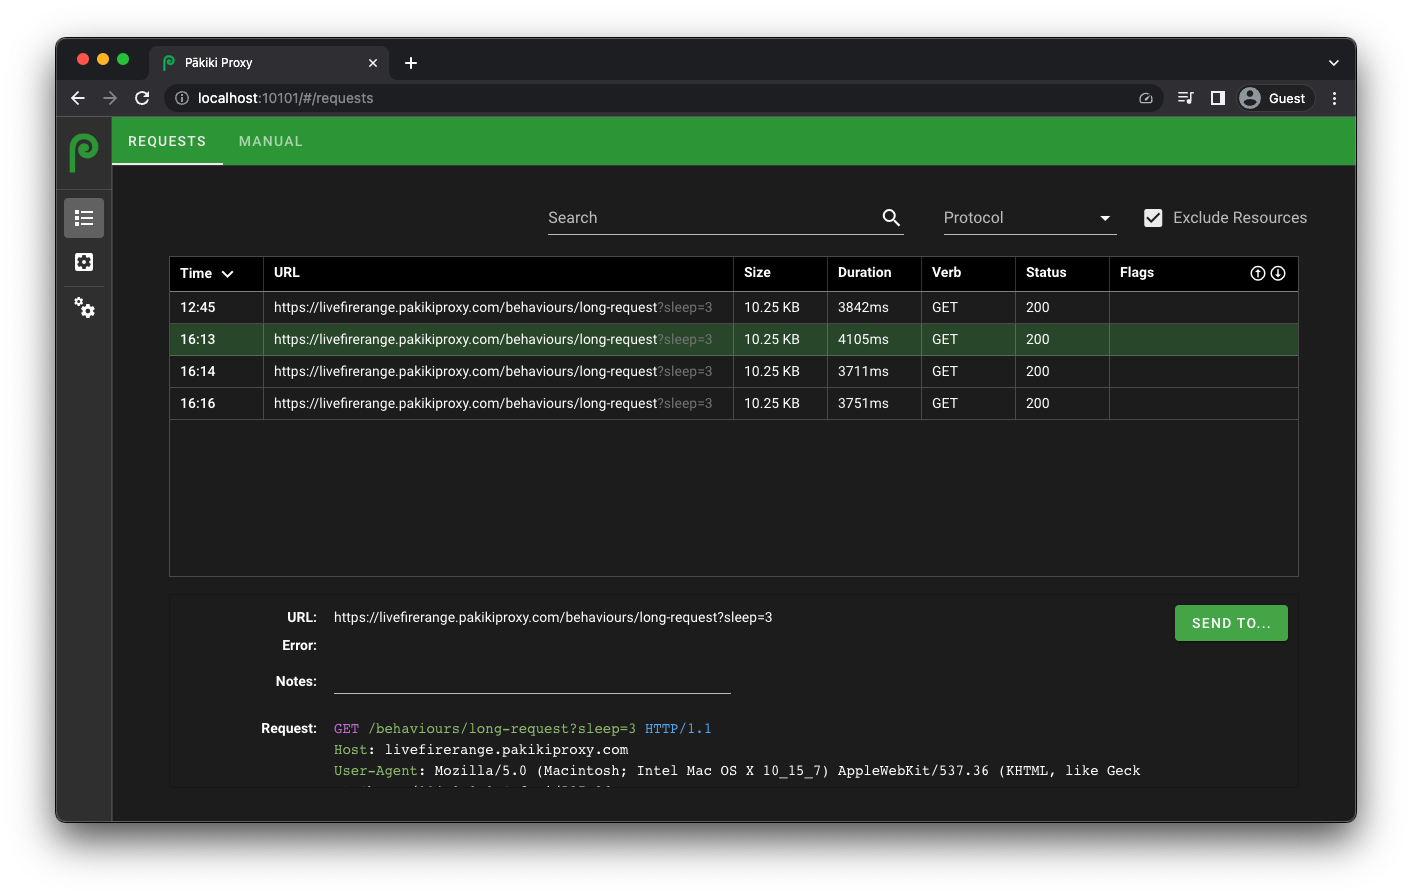 Pākiki Proxy
localhost:10101/#/requests
Guest
REQUESTS MANUAL
Search Protocol Exclude Resources
Time URL Size Duration Verb Status Flags
12:45 https://livefirerange.pakikiproxy.com/behaviours/long-request?sleep=3 10.25 KB 3842ms GET 200
16:13 https://livefirerange.pakikiproxy.com/behaviours/long-request?sleep=3 10.25 KB 4105ms GET 200
16:14 https://livefirerange.pakikiproxy.com/behaviours/long-request?sleep=3 10.25 KB 3711ms GET 200
16:16 https://livefirerange.pakikiproxy.com/behaviours/long-request?sleep=3 10.25 KB 3751ms GET 200
URL: https://livefirerange.pakikiproxy.com/behaviours/long-request?sleep=3 SEND TO...
Error:
Notes:
Request: GET /behaviours/long-request?sleep=3 HTTP/1.1
Host: livefirerange.pakikiproxy.com
User-Agent: Mozilla/5.0 (Macintosh; Intel Mac OS X 10_15_7) AppleWebKit/537.36 (KHTML, like Geck